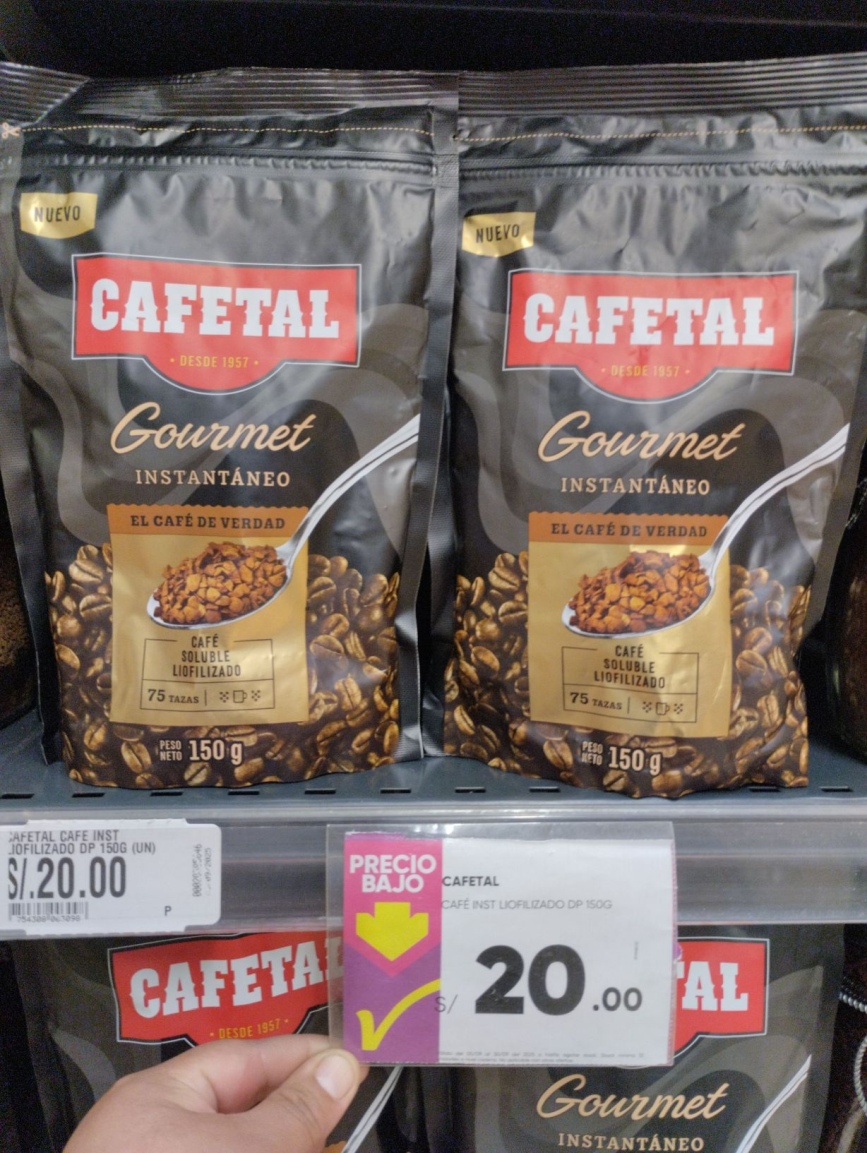 NUEVO
CAFETAL
• DESDE 1957 •
Gourmet
INSTANTÁNEO
EL CAFÉ DE VERDAD
CAFÉ
SOLUBLE
LIOFILIZADO
75 TAZAS
PESO
NETO 150 g
NUEVO
CAFETAL
• DESDE 1957 •
Gourmet
INSTANTÁNEO
EL CAFÉ DE VERDAD
CAFÉ
SOLUBLE
LIOFILIZADO
75 TAZAS
PESO
NETO 150 g
CAFETAL CAFE INST
LIOFILIZADO DP 150G (UN)
S/.20.00
P
PRECIO
BAJO
CAFETAL
CAFÉ INST LIOFILIZADO DP 150G
S/ 20.00
CAFETAL
• DESDE 1957 •
TAL
Gourmet
INSTANTÁNEO